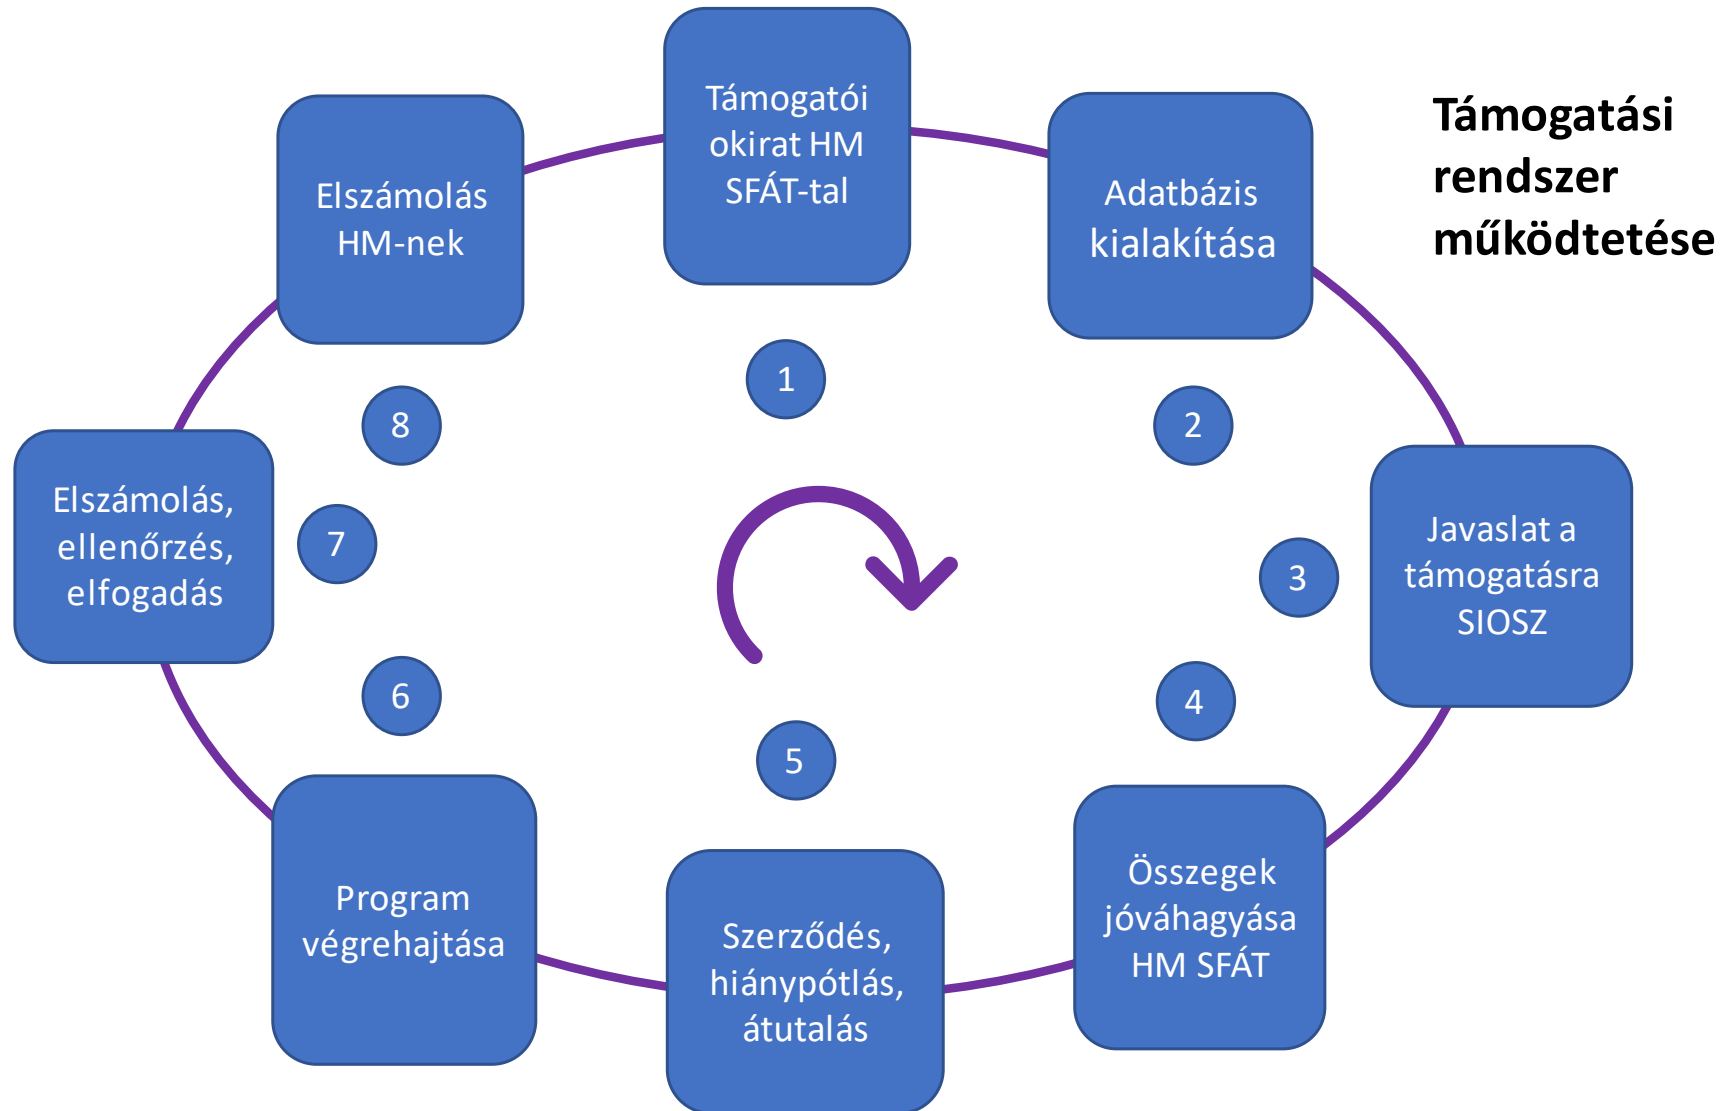 Támogatási
rendszer
működtetése
Támogatói
okirat HM
SFÁT-tal
1
Adatbázis
kialakítása
2
Javaslat a
támogatásra
SIOSZ
3
Összegek
jóváhagyása
HM SFÁT
4
Szerződés,
hiánypótlás,
átutalás
5
Program
végrehajtása
6
Elszámolás,
ellenőrzés,
elfogadás
7
Elszámolás
HM-nek
8